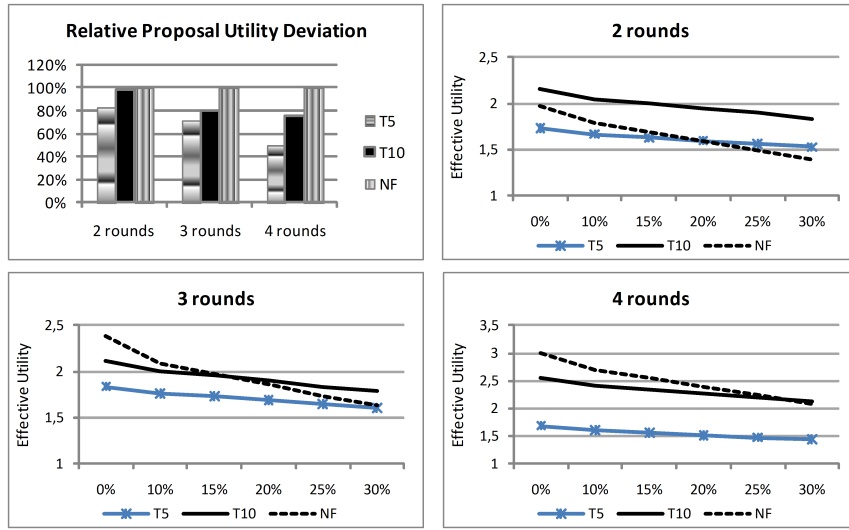 Relative Proposal Utility Deviation
120%
100%
80%
60%
40%
20%
0%
2 rounds 3 rounds 4 rounds
T5
T10
NF
2 rounds
Effective Utility
2,5
2
1,5
1
0% 10% 15% 20% 25% 30%
T5 T10 NF
3 rounds
Effective Utility
2,5
2
1,5
1
0% 10% 15% 20% 25% 30%
T5 T10 NF
4 rounds
Effective Utility
3,5
3
2,5
2
1,5
1
0% 10% 15% 20% 25% 30%
T5 T10 NF